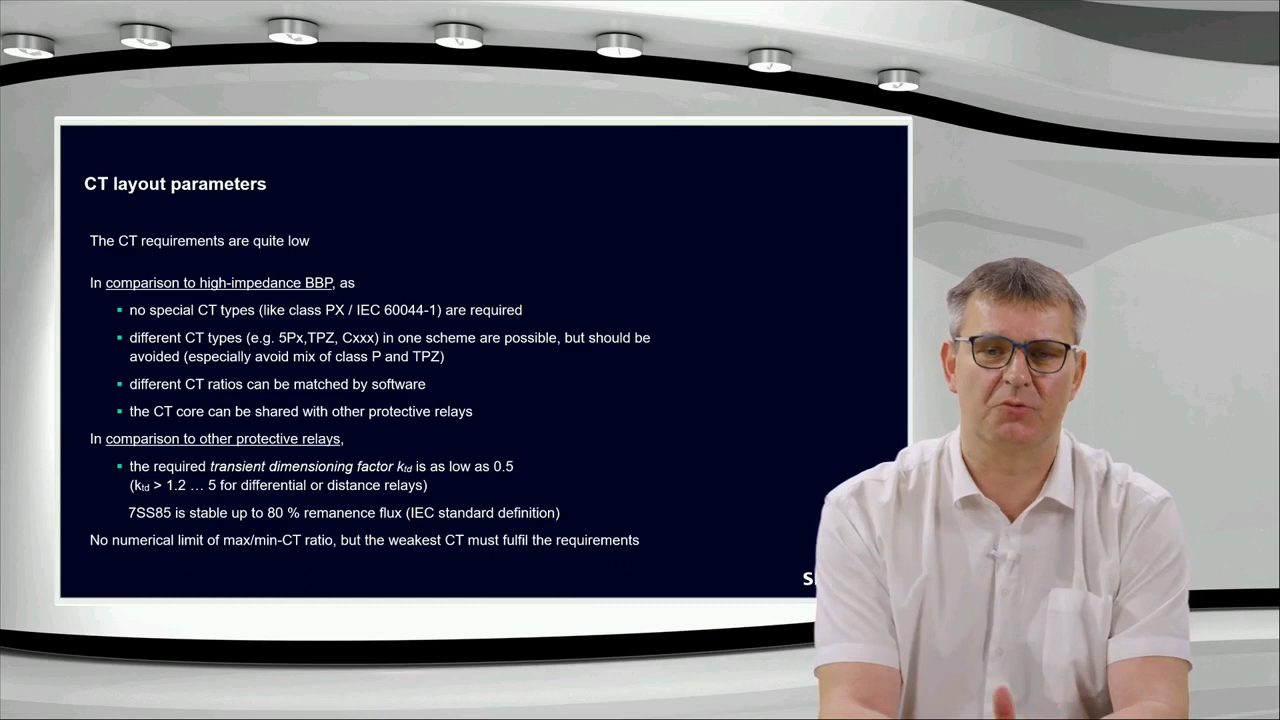 CT layout parameters
The CT requirements are quite low
In comparison to high-impedance BBP, as
no special CT types (like class PX / IEC 60044-1) are required
different CT types (e.g. 5Px,TPZ, Cxxx) in one scheme are possible, but should be
avoided (especially avoid mix of class P and TPZ)
different CT ratios can be matched by software
the CT core can be shared with other protective relays
In comparison to other protective relays,
the required transient dimensioning factor ktd is as low as 0.5
(ktd > 1.2 … 5 for differential or distance relays)
7SS85 is stable up to 80 % remanence flux (IEC standard definition)
No numerical limit of max/min-CT ratio, but the weakest CT must fulfil the requirements